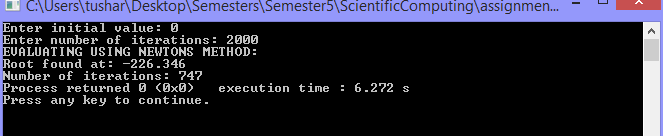 C:\Users\tushar\Desktop\Semesters\Semester5\ScientificComputing\assignmen...
Enter initial value: 0
Enter number of iterations: 2000
EVALUATING USING NEWTONS METHOD:
Root found at: -226.346
Number of iterations: 747
Process returned 0 (0x0)   execution time : 6.272 s
Press any key to continue.